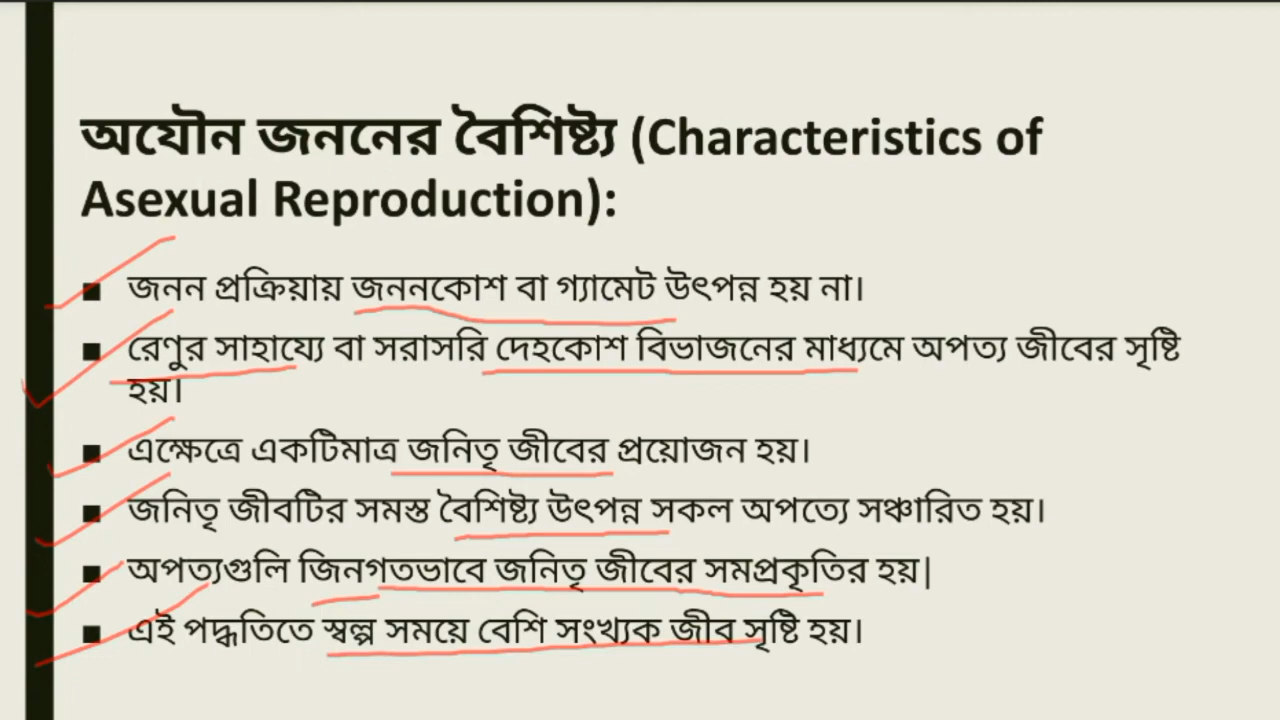 অযৌন জননের বৈশিষ্ট্য (Characteristics of
Asexual Reproduction):
■ জনন প্রক্রিয়ায় জননকোশ বা গ্যামেট উৎপন্ন হয় না।
■ রেণুর সাহায্যে বা সরাসরি দেহকোশ বিভাজনের মাধ্যমে অপত্য জীবের সৃষ্টি
হয়।
■ এক্ষেত্রে একটিমাত্র জনিতৃ জীবের প্রয়োজন হয়।
■ জনিতৃ জীবটির সমস্ত বৈশিষ্ট্য উৎপন্ন সকল অপত্যে সঞ্চারিত হয়।
■ অপত্যগুলি জিনগতভাবে জনিতৃ জীবের সমপ্রকৃতির হয়|
■ এই পদ্ধতিতে স্বল্প সময়ে বেশি সংখ্যক জীব সৃষ্টি হয়।